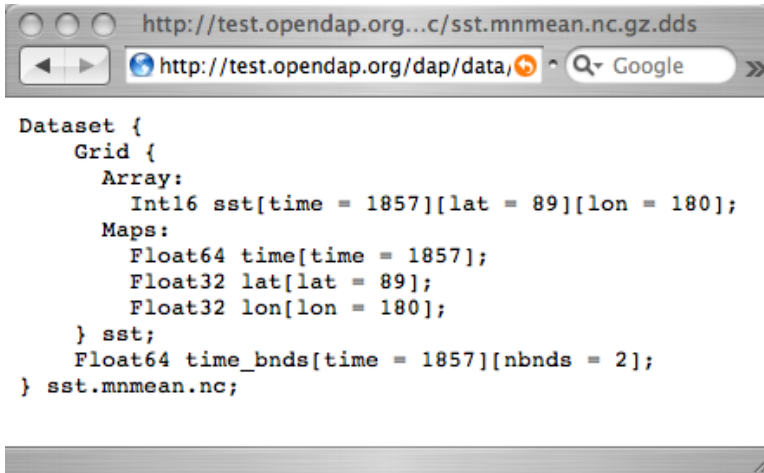 http://test.opendap.org...c/sst.mnmean.nc.gz.dds
http://test.opendap.org/dap/data/ Google
Dataset {
    Grid {
      Array:
        Int16 sst[time = 1857][lat = 89][lon = 180];
      Maps:
        Float64 time[time = 1857];
        Float32 lat[lat = 89];
        Float32 lon[lon = 180];
    } sst;
    Float64 time_bnds[time = 1857][nbnds = 2];
} sst.mnmean.nc;